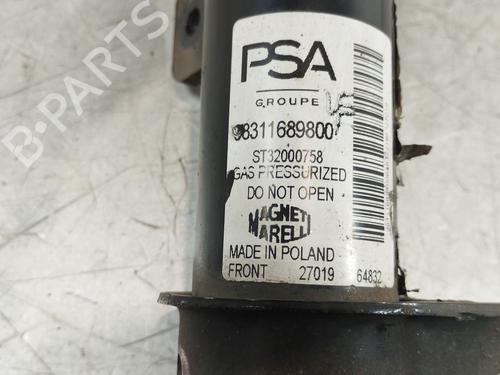 PSA
GROUPE
9831168980
ST32000758
GAS PRESSURIZED
DO NOT OPEN
MAGNETI
MARELLI
MADE IN POLAND
FRONT 27019 64832
B-Parts